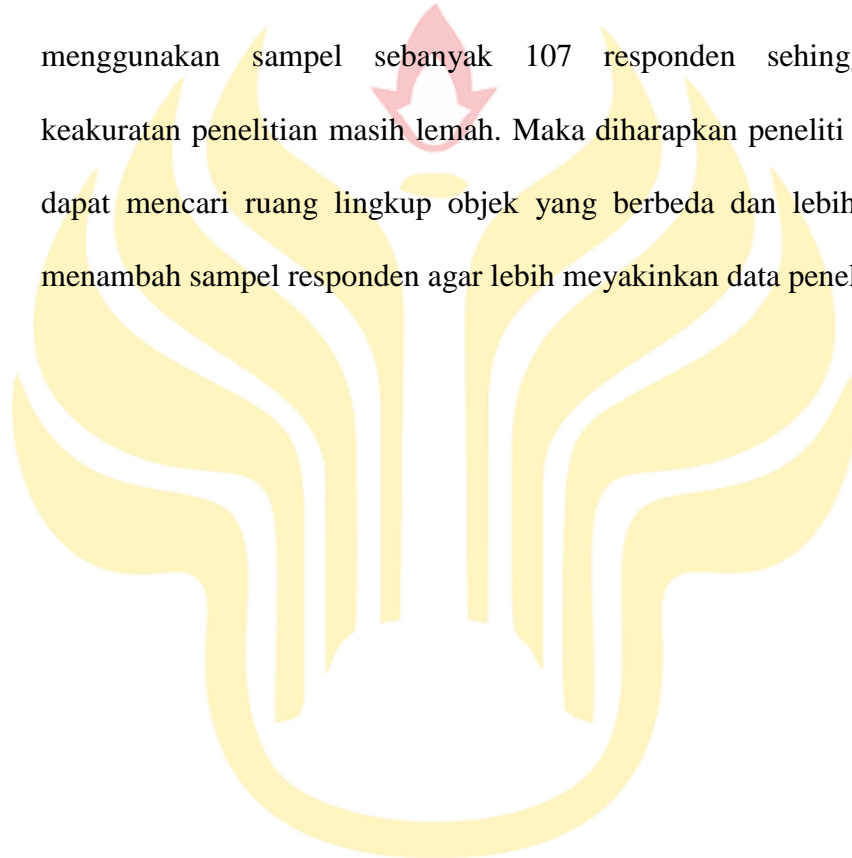 menggunakan sampel sebanyak 107 responden
keakuratan penelitian masih lemah. Maka diharapkan peneliti
dapat mencari ruang lingkup objek yang berbeda dan lebih
menambah sampel responden agar lebih meyakinkan data